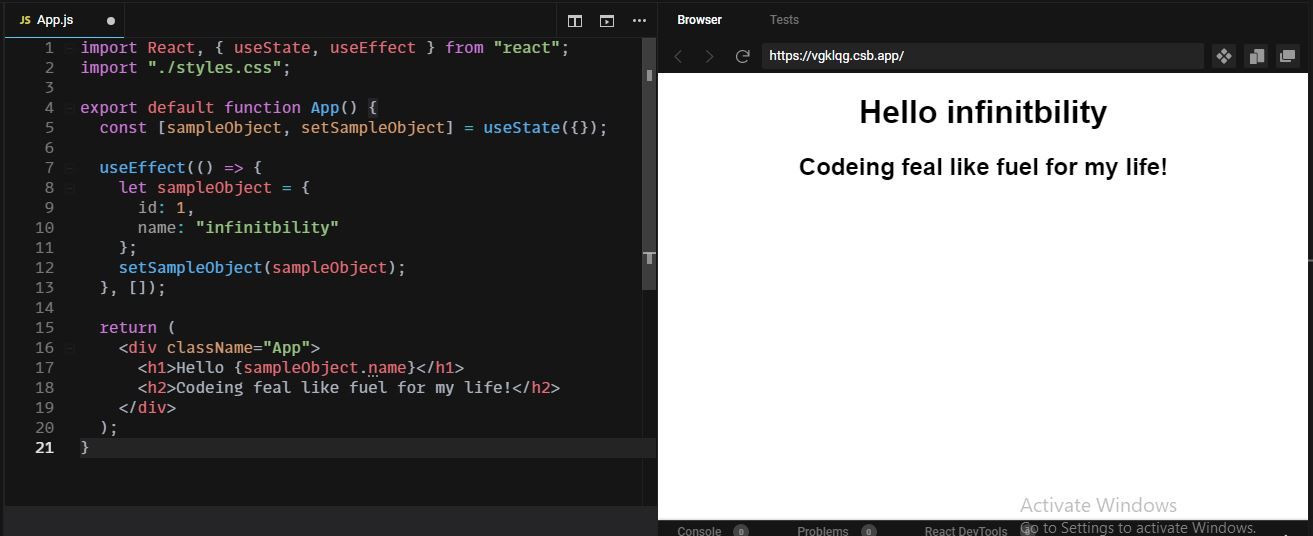 JS App.js
1 import React, { useState, useEffect } from "react";
2 import "./styles.css";
3
4 export default function App() {
5 const [sampleObject, setSampleObject] = useState({});
6
7 useEffect(() => {
8 let sampleObject = {
9 id: 1,
10 name: "infinitbility"
11 };
12 setSampleObject(sampleObject);
13 }, []);
14
15 return (
16 <div className="App">
17 <h1>Hello {sampleObject.name}</h1>
18 <h2>Codeing feal like fuel for my life!</h2>
19 </div>
20 );
21 }
Browser Tests
https://vgklqg.csb.app/
Hello infinitbility
Codeing feal like fuel for my life!
Activate Windows
Go to Settings to activate Windows.
Console 0 Problems 0 React DevTools 0